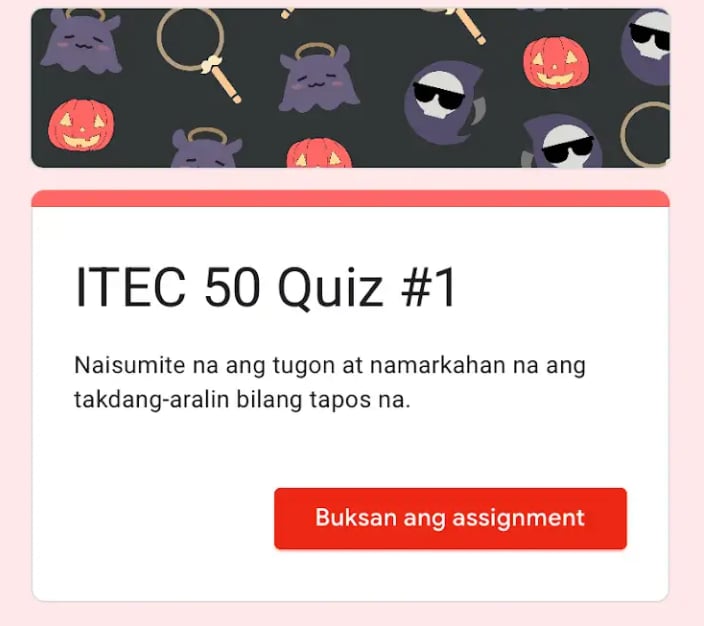 ITEC 50 Quiz #1
Naisumite na ang tugon at namarkahan na ang
takdang-aralin bilang tapos na.
Buksan ang assignment